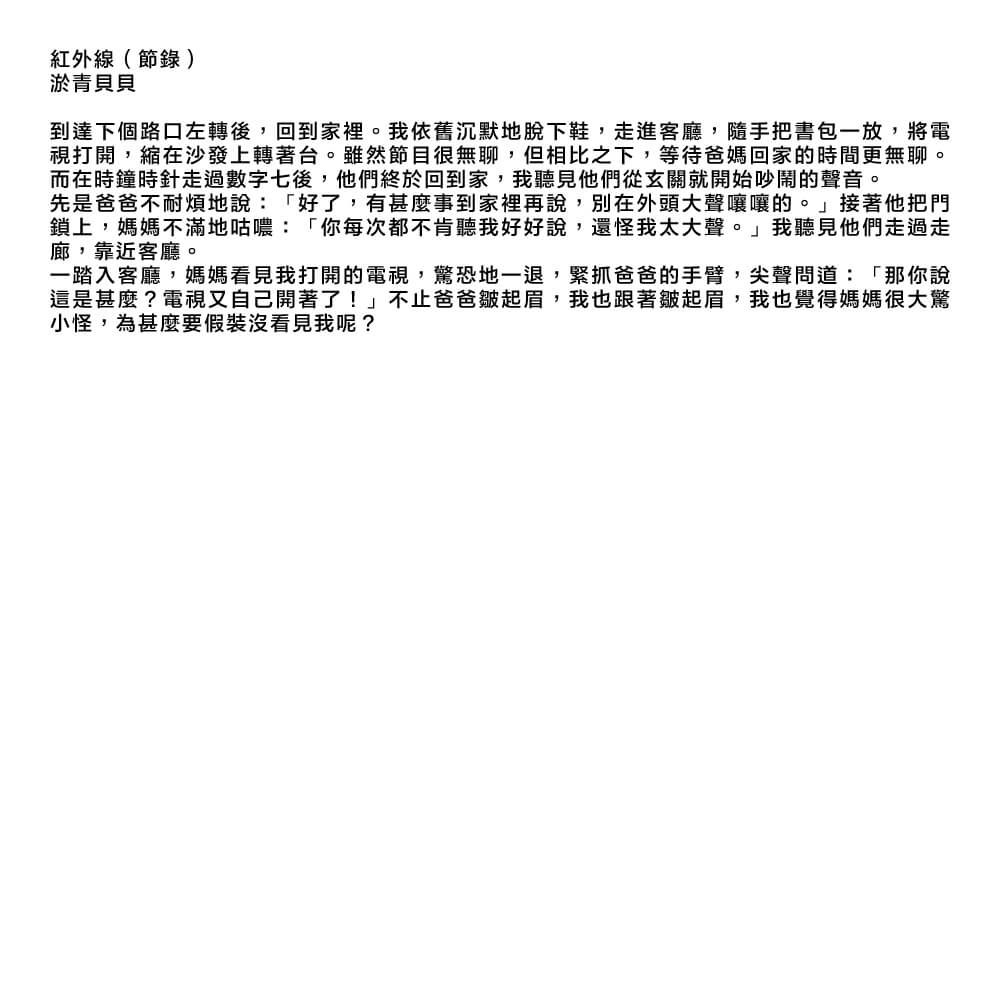 紅外線（節錄）
淤青貝貝
到達下個路口左轉後，回到家裡。我依舊沉默地脫下鞋，走進客廳，隨手把書包一放，將電
視打開，縮在沙發上轉著台。雖然節目很無聊，但相比之下，等待爸媽回家的時間更無聊。
而在時鐘時針走過數字七後，他們終於回到家，我聽見他們從玄關就開始吵鬧的聲音。
先是爸爸不耐煩地說：「好了，有甚麼事到家裡再說，別在外頭大聲嚷嚷的。」接著他把門
鎖上，媽媽不滿地咕噥：「你每次都不肯聽我好好說，還怪我太大聲。」我聽見他們走過走
廊，靠近客廳。
一踏入客廳，媽媽看見我打開的電視，驚恐地一退，緊抓爸爸的手臂，尖聲問道：「那你說
這是甚麼？電視又自己開著了！」不止爸爸皺起眉，我也跟著皺起眉，我也覺得媽媽很大驚
小怪，為甚麼要假裝沒看見我呢？